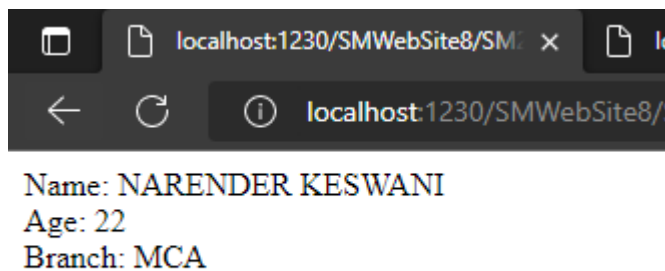 localhost:1230/SMWebSite8/SM
localhost:1230/SMWebSite8/
Name: NARENDER KESWANI
Age: 22
Branch: MCA